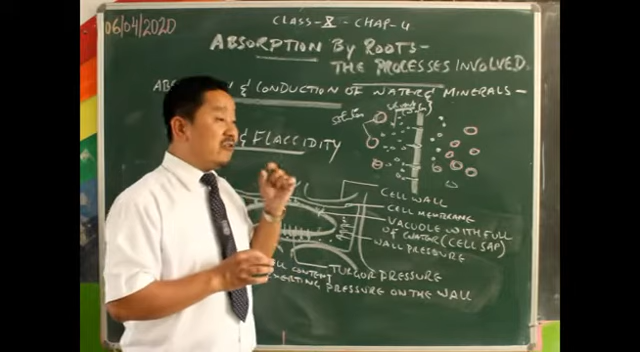 06/04/2020
CLASS-X - CHAP-4
ABSORPTION BY ROOTS-
THE PROCESSES INVOLVED.
& CONDUCTION OF WATER & MINERALS-
& FLACCIDITY
CELL WALL
CELL MEMBRANE
VACUOLE WITH FULL
OF WATER (CELL SAP)
WALL PRESSURE
TURGOR PRESSURE
CONTENT
PRESSURE ON THE WALL